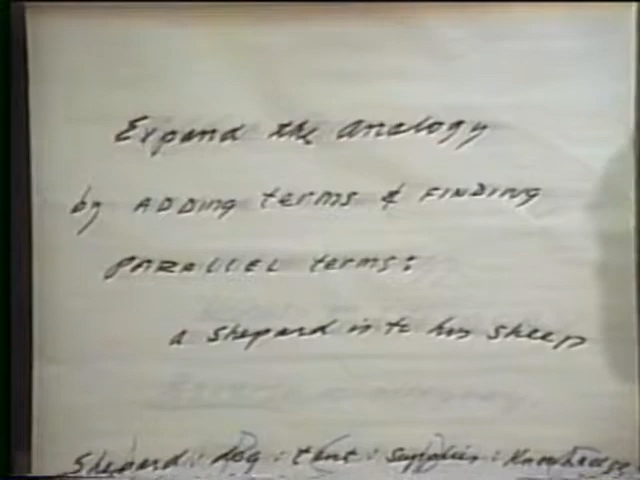 Expand the analogy
by ADDING terms & FINDING
PARALLEL terms:
a Shepard is to his sheep
Shepard : dog : tent : supplies : Knowledge